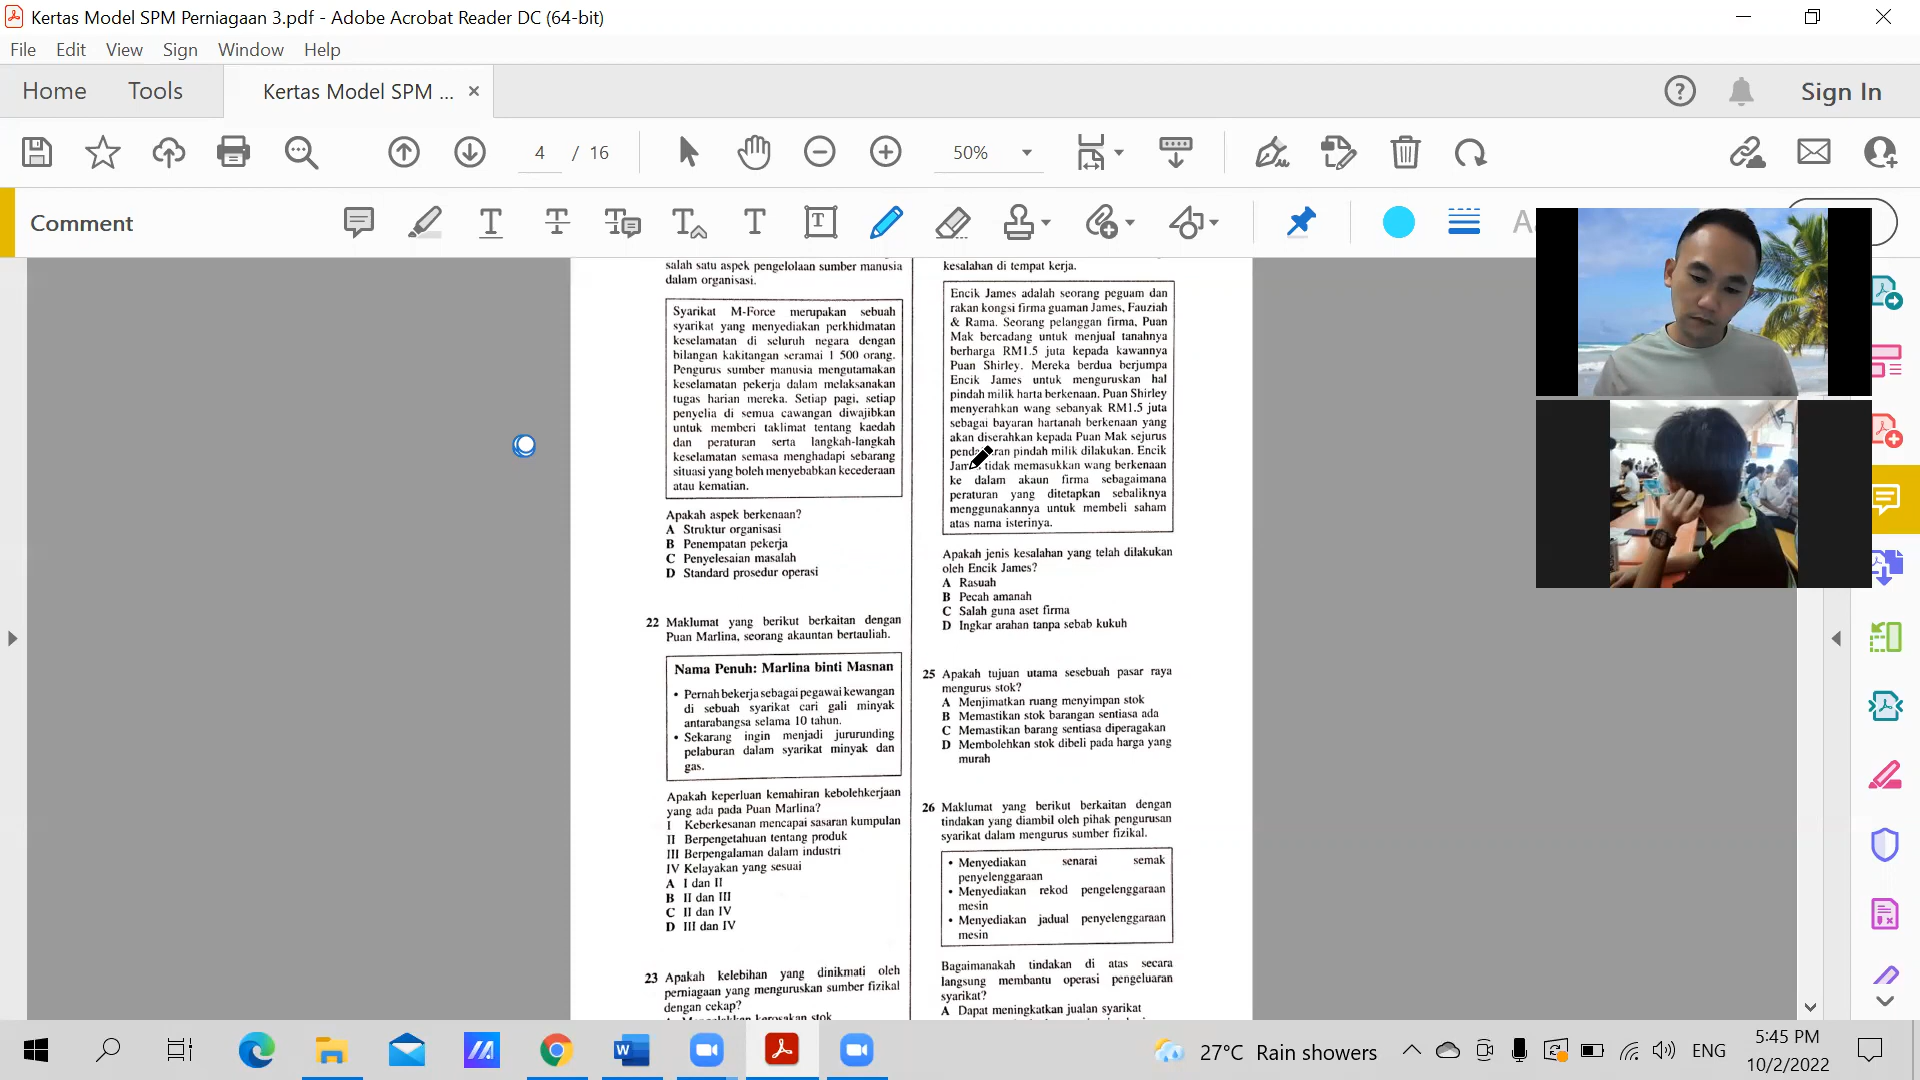 Kertas Model SPM Perniagaan 3.pdf - Adobe Acrobat Reader DC (64-bit)
File Edit View Sign Window Help
Home Tools Kertas Model SPM ... Sign In
4 / 16 50%
Comment
salah satu aspek pengelolaan sumber manusia
dalam organisasi.
Syarikat M-Force merupakan sebuah
syarikat yang menyediakan perkhidmatan
keselamatan di seluruh negara dengan
bilangan kakitangan seramai 1 500 orang.
Pengurus sumber manusia mengutamakan
keselamatan pekerja dalam melaksanakan
tugas harian mereka. Setiap pagi, setiap
penyelia di semua cawangan diwajibkan
untuk memberi taklimat tentang kaedah
dan peraturan serta langkah-langkah
keselamatan semasa menghadapi sebarang
situasi yang boleh menyebabkan kecederaan
atau kematian.
Apakah aspek berkenaan?
A Struktur organisasi
B Penempatan pekerja
C Penyelesaian masalah
D Standard prosedur operasi
22 Maklumat yang berikut berkaitan dengan
Puan Marlina, seorang akauntan bertauliah.
Nama Penuh: Marlina binti Masnan
• Pernah bekerja sebagai pegawai kewangan
di sebuah syarikat cari gali minyak
antarabangsa selama 10 tahun.
• Sekarang ingin menjadi jururunding
pelaburan dalam syarikat minyak dan
gas.
Apakah keperluan kemahiran kebolehkerjaan
yang ada pada Puan Marlina?
I Keberkesanan mencapai sasaran kumpulan
II Berpengetahuan tentang produk
III Berpengalaman dalam industri
IV Kelayakan yang sesuai
A I dan II
B II dan III
C II dan IV
D III dan IV
23 Apakah kelebihan yang dinikmati oleh
perniagaan yang menguruskan sumber fizikal
dengan cekap?
kesalahan di tempat kerja.
Encik James adalah seorang peguam dan
rakan kongsi firma guaman James, Fauziah
& Rama. Seorang pelanggan firma, Puan
Mak bercadang untuk menjual tanahnya
berharga RM1.5 juta kepada kawannya
Puan Shirley. Mereka berdua berjumpa
Encik James untuk menguruskan hal
pindah milik harta berkenaan. Puan Shirley
menyerahkan wang sebanyak RM1.5 juta
sebagai bayaran hartanah berkenaan yang
akan diserahkan kepada Puan Mak sejurus
pindah milik dilakukan. Encik
tidak memasukkan wang berkenaan
ke dalam akaun firma sebagaimana
peraturan yang ditetapkan sebaliknya
menggunakannya untuk membeli saham
atas nama isterinya.
Apakah jenis kesalahan yang telah dilakukan
oleh Encik James?
A Rasuah
B Pecah amanah
C Salah guna aset firma
D Ingkar arahan tanpa sebab kukuh
25 Apakah tujuan utama sesebuah pasar raya
mengurus stok?
A Menjimatkan ruang menyimpan stok
B Memastikan stok barangan sentiasa ada
C Memastikan barang sentiasa diperagakan
D Membolehkan stok dibeli pada harga yang
murah
26 Maklumat yang berikut berkaitan dengan
tindakan yang diambil oleh pihak pengurusan
syarikat dalam mengurus sumber fizikal.
• Menyediakan senarai semak
penyelenggaraan
• Menyediakan rekod pengelenggaraan
mesin
• Menyediakan jadual penyelenggaraan
mesin
Bagaimanakah tindakan di atas secara
langsung membantu operasi pengeluaran
syarikat?
A Dapat meningkatkan jualan syarikat
27°C Rain showers ENG 5:45 PM
10/2/2022